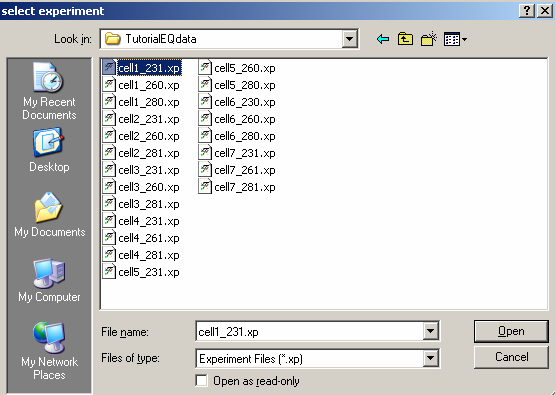 select experiment
Look in: TutorialEQdata
My Recent
Documents
Desktop
My Documents
My Computer
My Network
Places
cell1_231.xp
cell1_260.xp
cell1_280.xp
cell2_231.xp
cell2_260.xp
cell2_281.xp
cell3_231.xp
cell3_260.xp
cell3_281.xp
cell4_231.xp
cell4_261.xp
cell4_281.xp
cell5_231.xp
cell5_260.xp
cell5_280.xp
cell6_230.xp
cell6_260.xp
cell6_280.xp
cell7_231.xp
cell7_261.xp
cell7_281.xp
File name: cell1_231.xp Open
Files of type: Experiment Files (*.xp) Cancel
Open as read-only